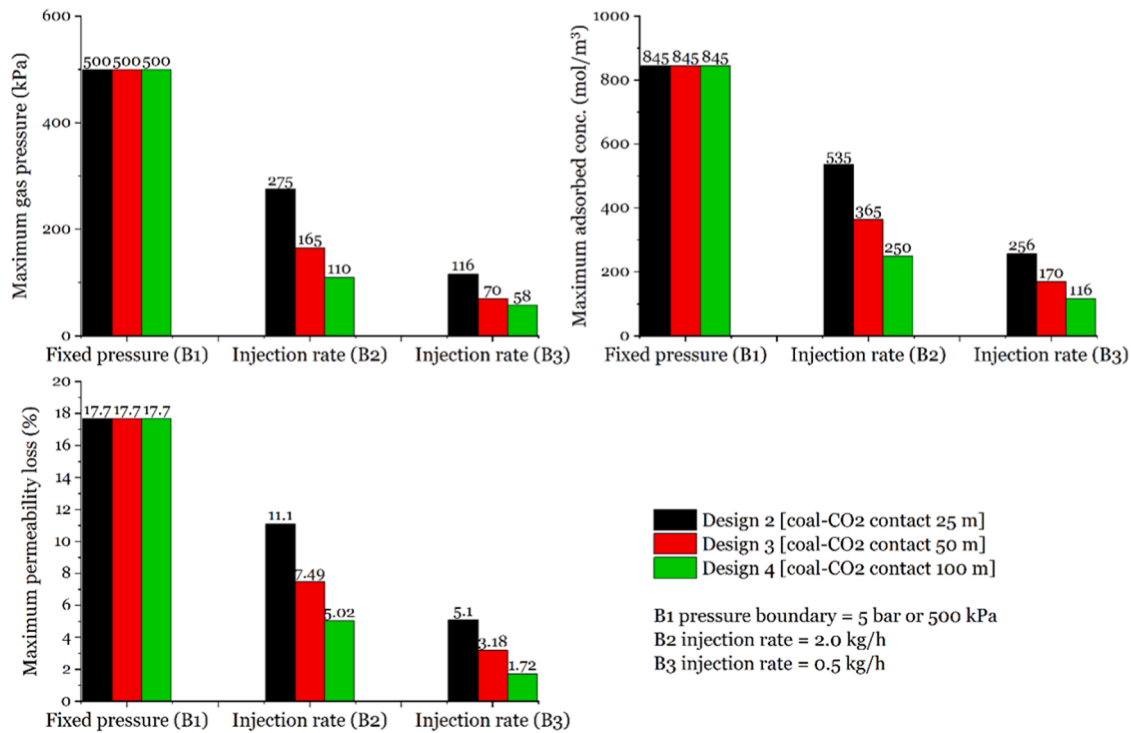 Maximum gas pressure (kPa)
600
400
200
0
500 500 500
275
165
110
116
70
58
Fixed pressure (B1) Injection rate (B2) Injection rate (B3)
Maximum adsorbed conc. (mol/m³)
1000
800
600
400
200
0
845 845 845
535
365
250
256
170
116
Fixed pressure (B1) Injection rate (B2) Injection rate (B3)
Maximum permeability loss (%)
20
18
16
14
12
10
8
6
4
2
0
17.7 17.7 17.7
11.1
7.49
5.02
5.1
3.18
1.72
Fixed pressure (B1) Injection rate (B2) Injection rate (B3)
Design 2 [coal-CO2 contact 25 m]
Design 3 [coal-CO2 contact 50 m]
Design 4 [coal-CO2 contact 100 m]
B1 pressure boundary = 5 bar or 500 kPa
B2 injection rate = 2.0 kg/h
B3 injection rate = 0.5 kg/h